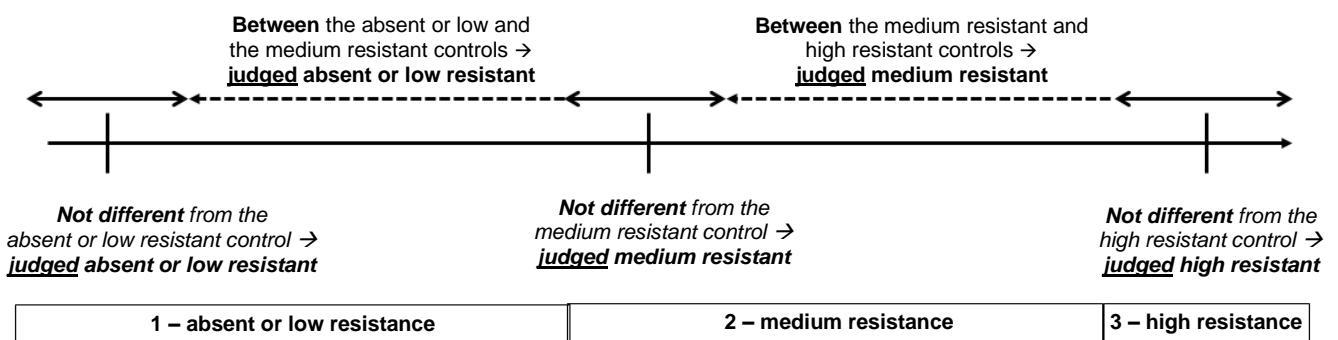 Between the absent or low and
the medium resistant controls →
judged absent or low resistant
Between the medium resistant and
high resistant controls →
judged medium resistant
Not different from the
absent or low resistant control →
judged absent or low resistant
Not different from the
medium resistant control →
judged medium resistant
Not different from the
high resistant control →
judged high resistant
1 – absent or low resistance
2 – medium resistance
3 – high resistance